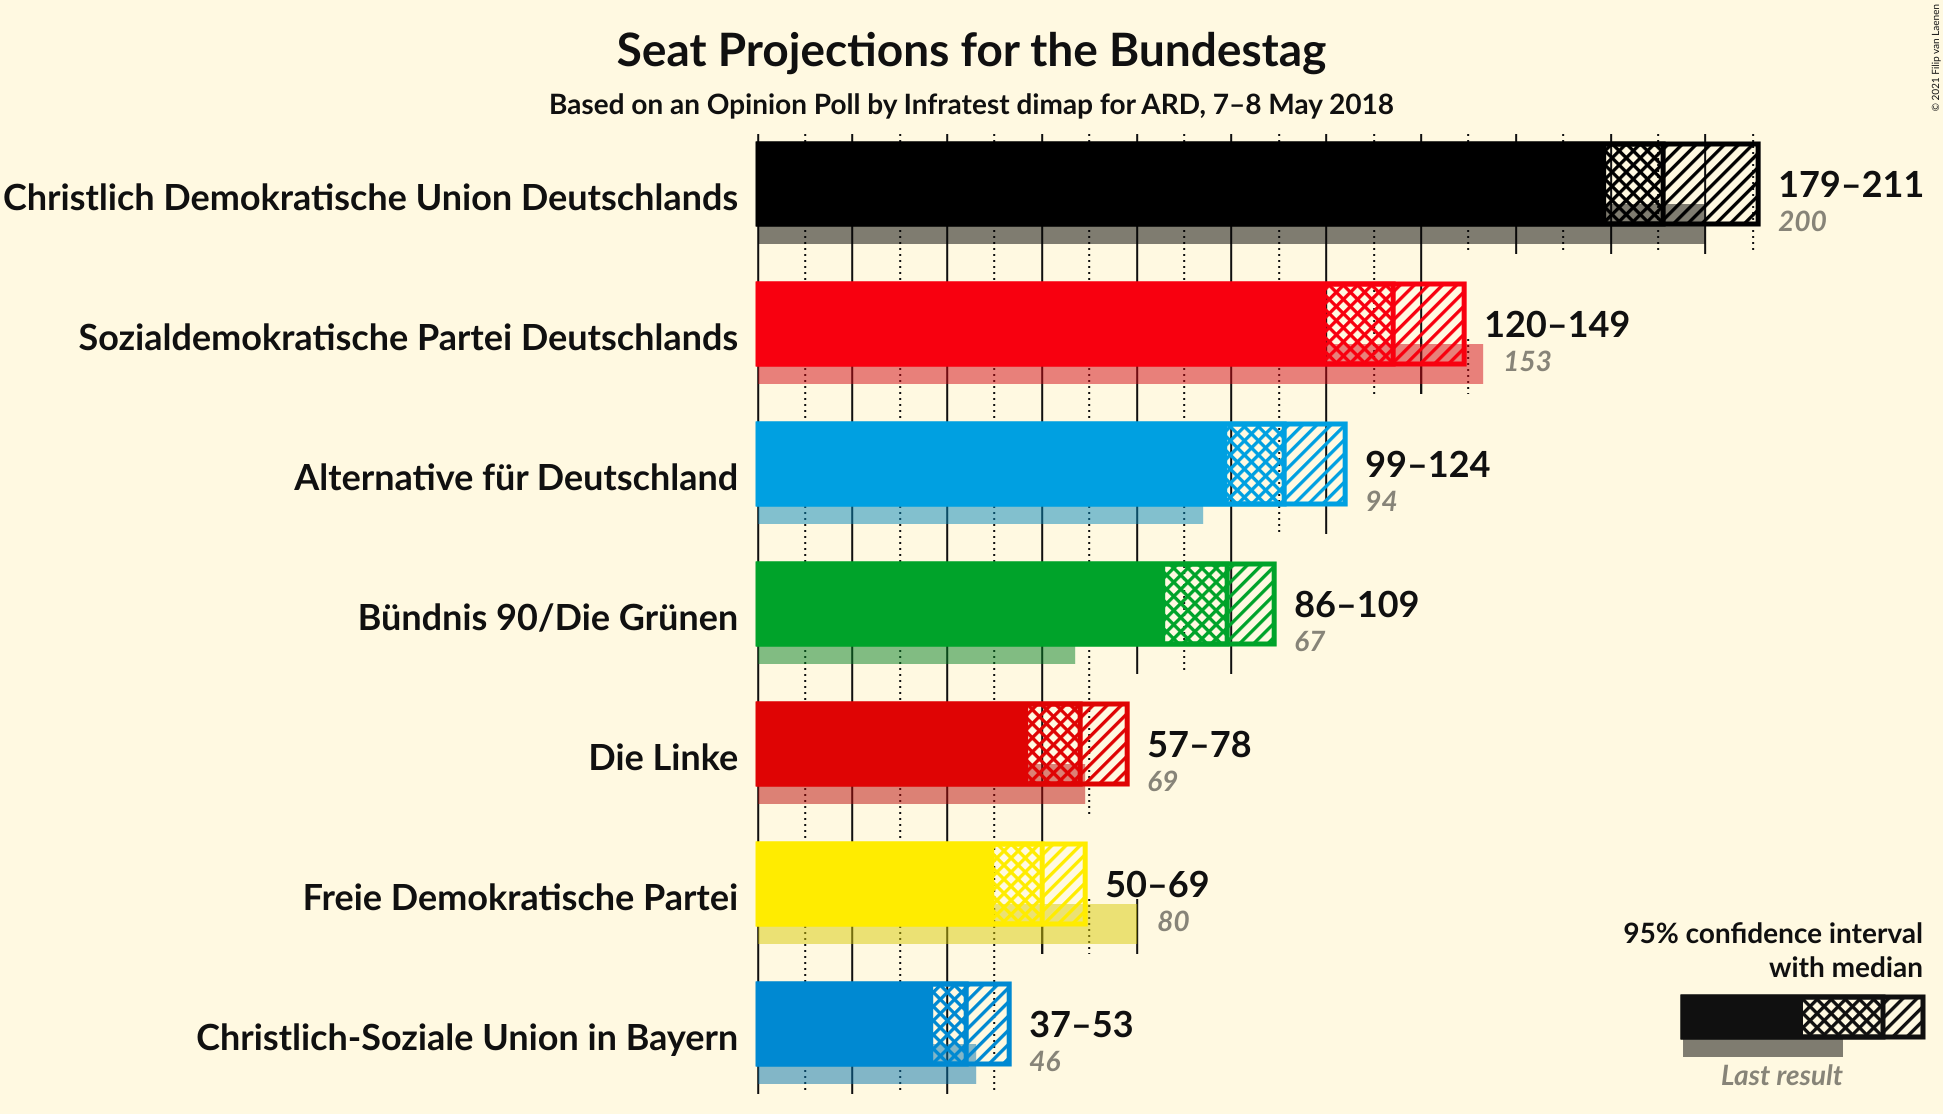 Seat Projections for the Bundestag
Based on an Opinion Poll by Infratest dimap for ARD, 7–8 May 2018
© 2021 Filip van Laenen
Christlich Demokratische Union Deutschlands
179–211
200
Sozialdemokratische Partei Deutschlands
120–149
153
Alternative für Deutschland
99–124
94
Bündnis 90/Die Grünen
86–109
67
Die Linke
57–78
69
Freie Demokratische Partei
50–69
80
Christlich-Soziale Union in Bayern
37–53
46
95% confidence interval
with median
Last result